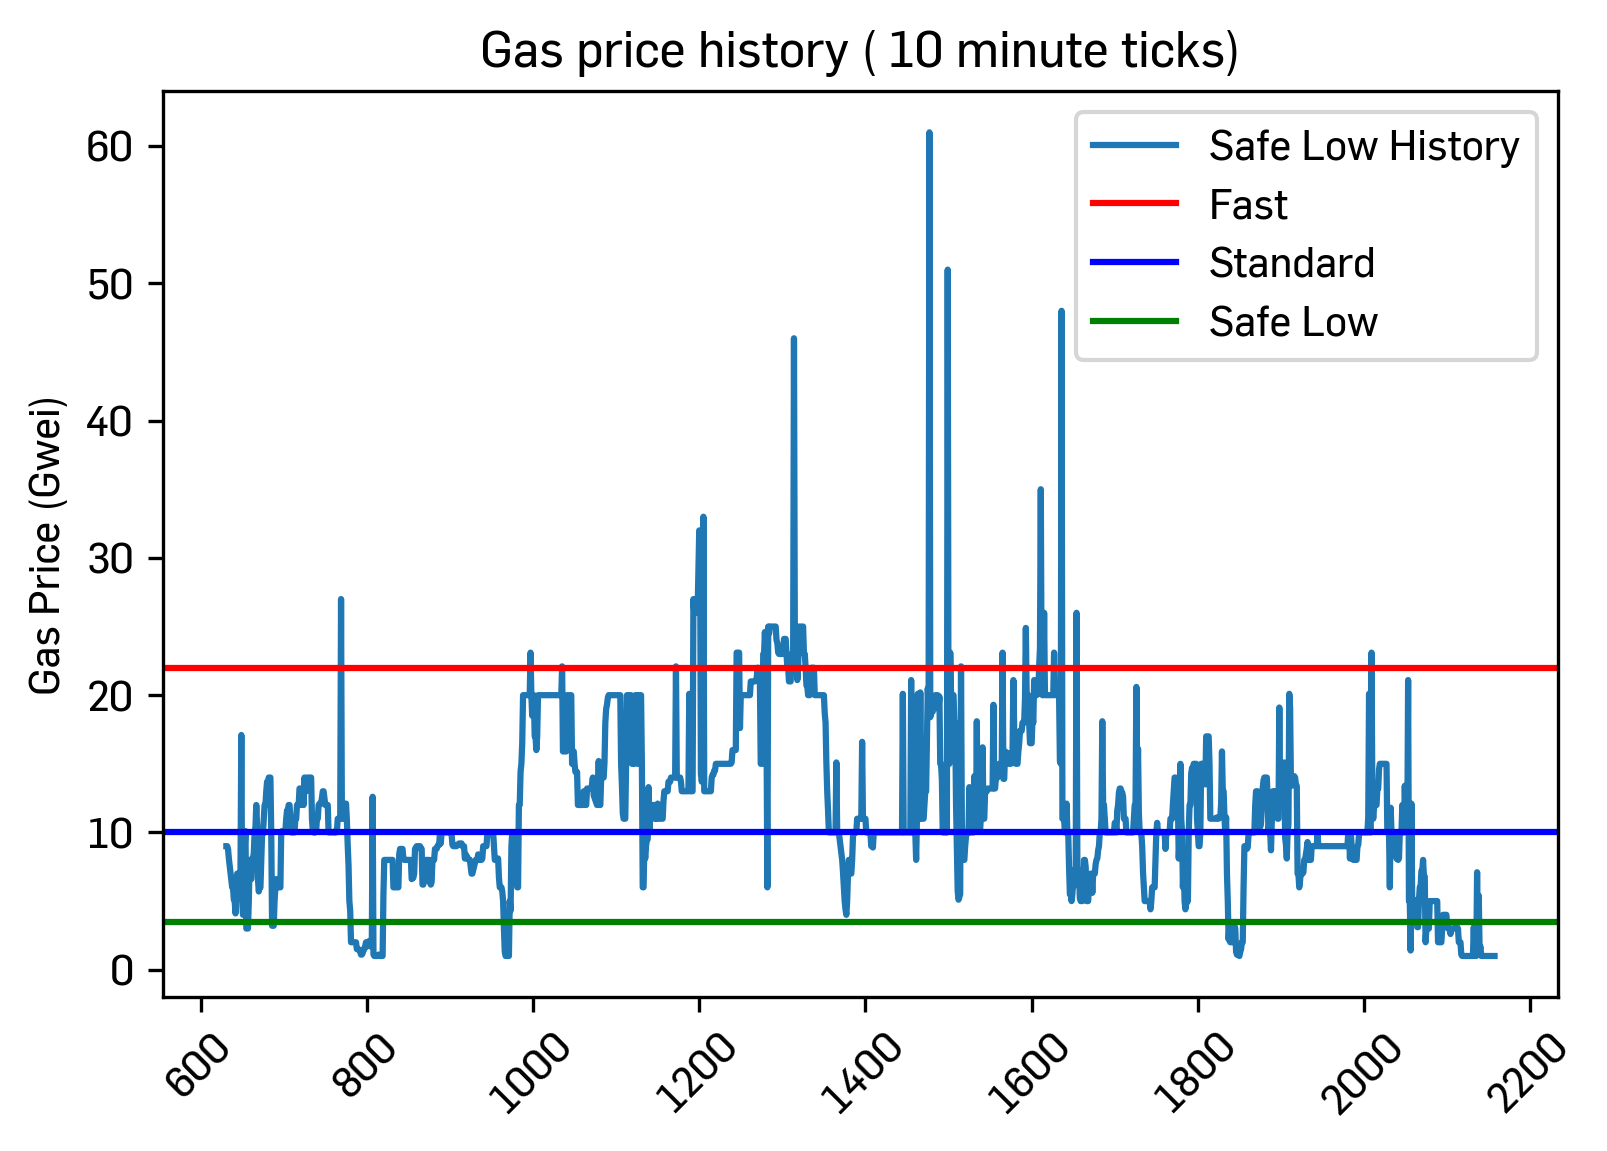 Gas price history ( 10 minute ticks)
Safe Low History
Fast
Standard
Safe Low
Gas Price (Gwei)
60
50
40
30
20
10
0
600
800
1000
1200
1400
1600
1800
2000
2200